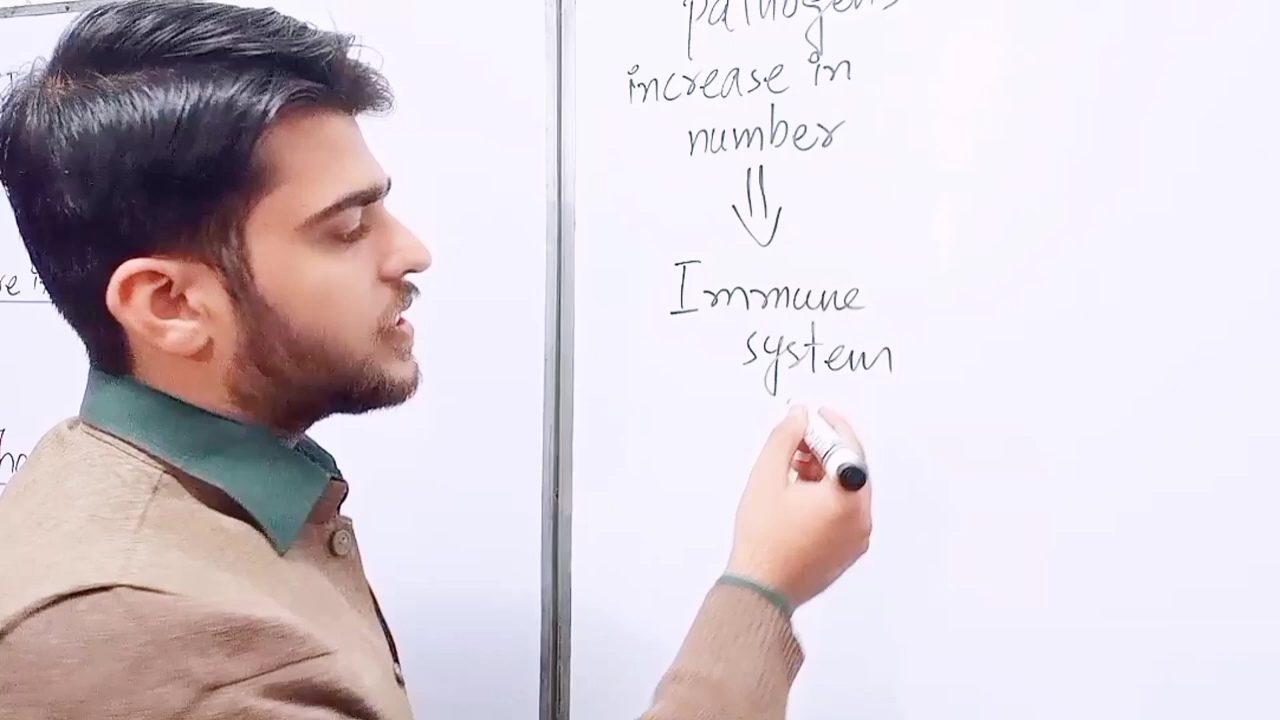 pathogens
increase in
number
Immune
system